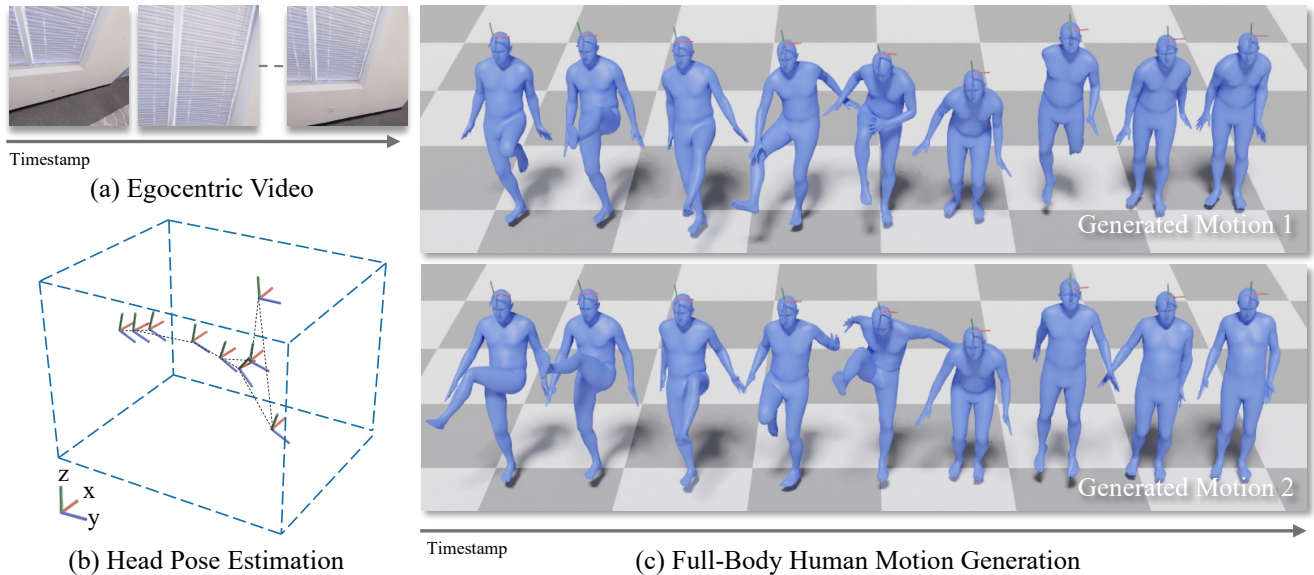 Timestamp
(a) Egocentric Video
z
x
y
(b) Head Pose Estimation
Generated Motion 1
Generated Motion 2
Timestamp
(c) Full-Body Human Motion Generation